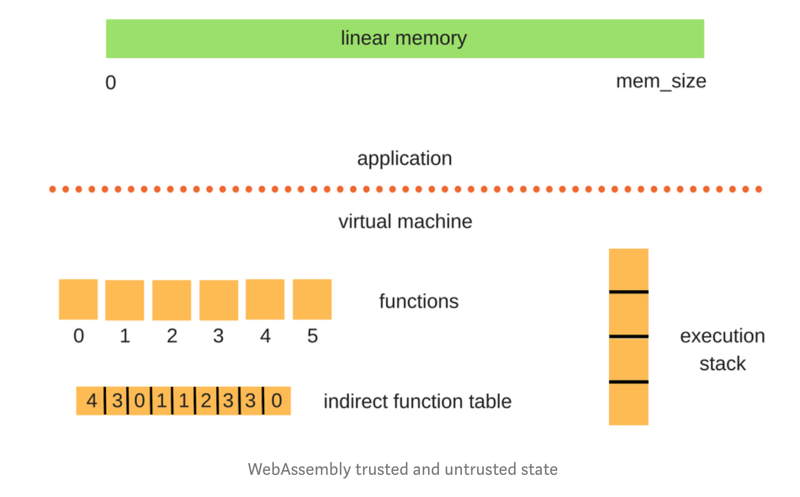 linear memory
0 mem_size
application
virtual machine
functions
0 1 2 3 4 5
execution
stack
4 3 0 1 1 2 3 3 0
indirect function table
WebAssembly trusted and untrusted state